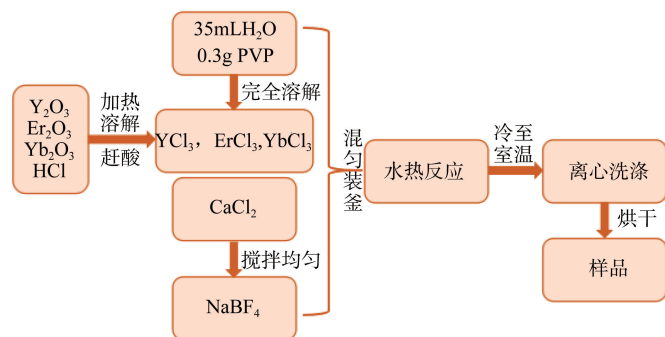 35mLH₂O
0.3g PVP
完全溶解
Y₂O₃
Er₂O₃
Yb₂O₃
HCl
加热
溶解
赶酸
YCl₃，ErCl₃,YbCl₃
CaCl₂
搅拌均匀
NaBF₄
混匀装釜
水热反应
冷至
室温
离心洗涤
烘干
样品